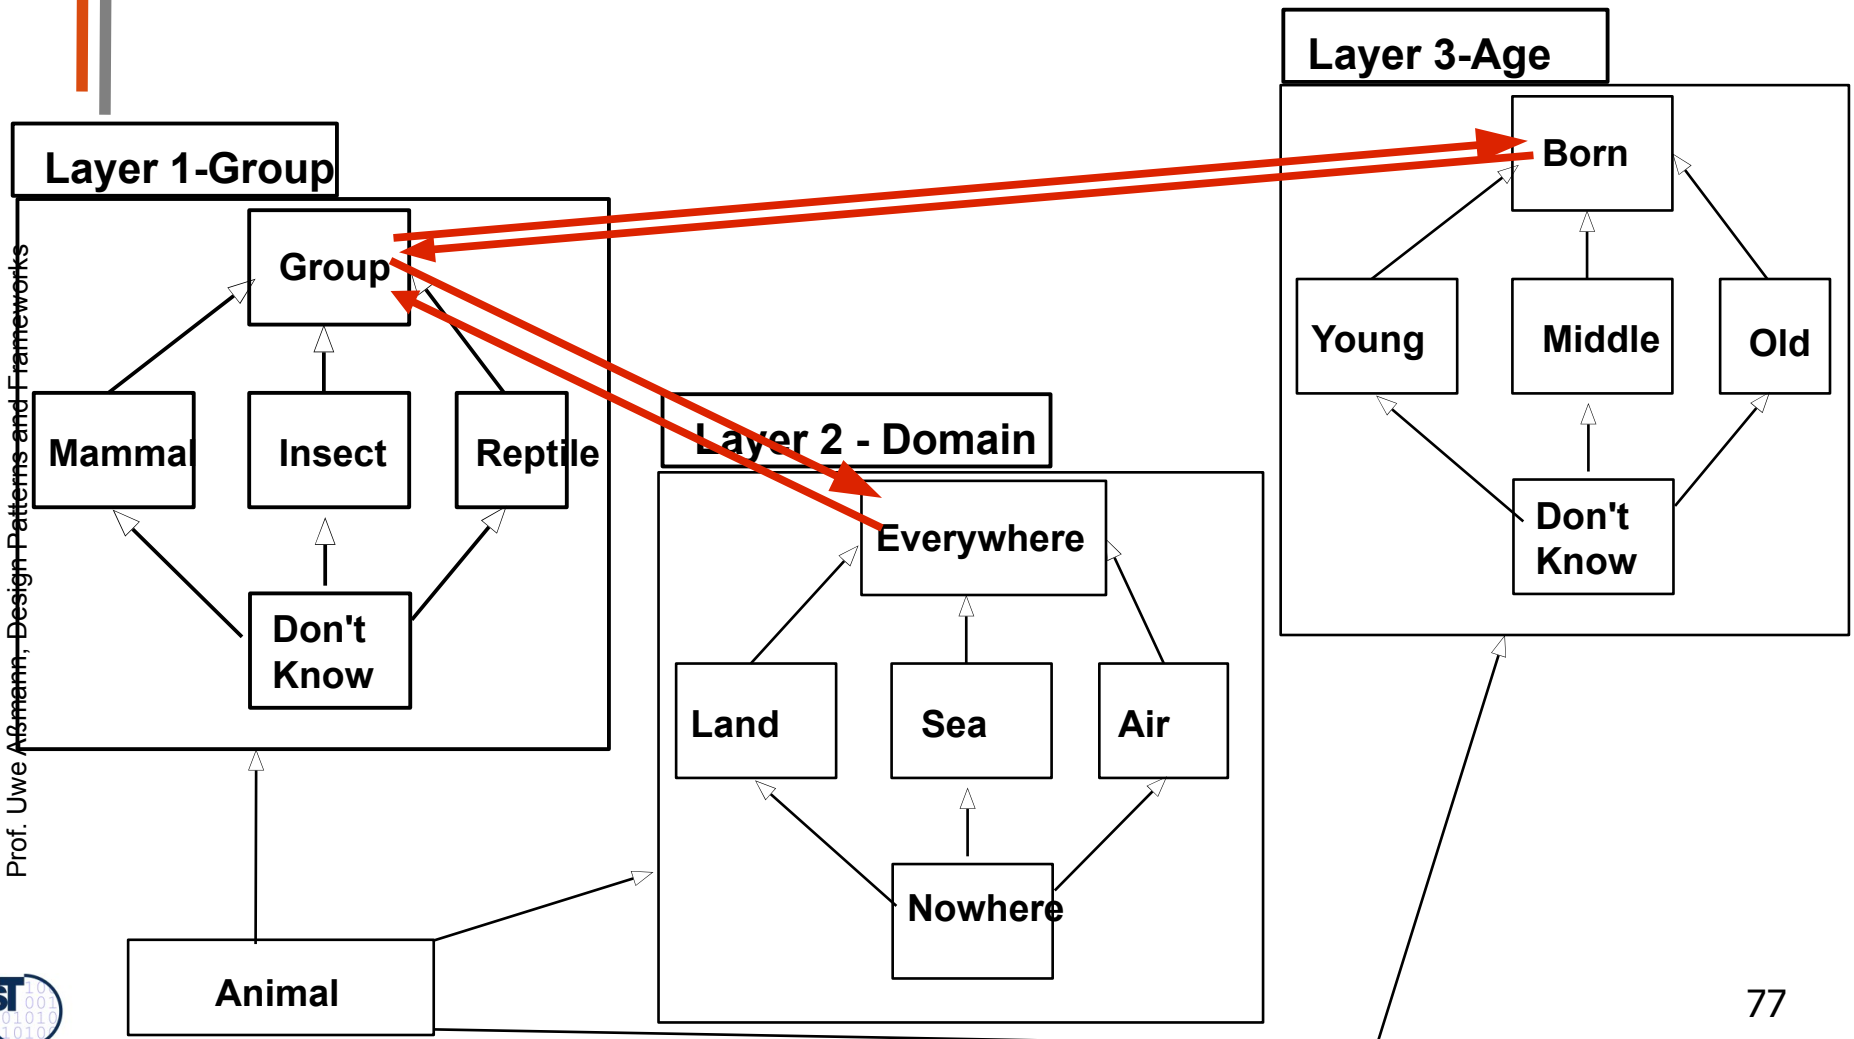 Layer 3-Age
Born
Young
Middle
Old
Don't
Know
Layer 1-Group
Group
Mammal
Insect
Reptile
Don't
Know
Layer 2 - Domain
Everywhere
Land
Sea
Air
Nowhere
Animal
Prof. Uwe Aßmann, Design Patterns and Frameworks
ST
77